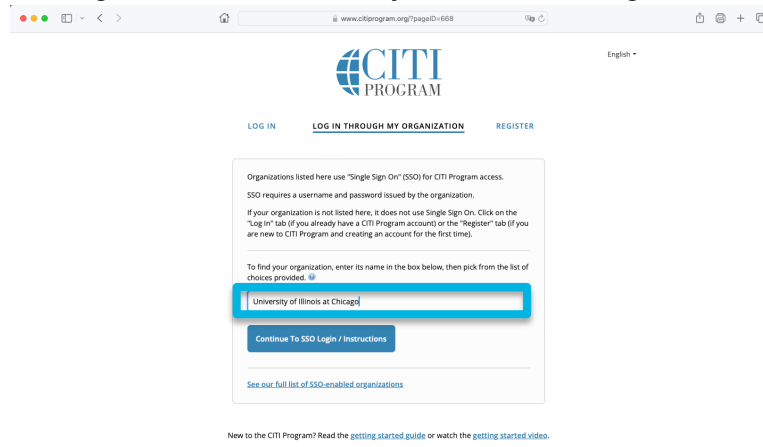 www.citiprogram.org/?pageID=668
CITI
PROGRAM
English
LOG IN
LOG IN THROUGH MY ORGANIZATION
REGISTER
Organizations listed here use "Single Sign On" (SSO) for CITI Program access.
SSO requires a username and password issued by the organization.
If your organization is not listed here, it does not use Single Sign On. Click on the
"Log In" tab (if you already have a CITI Program account) or the "Register" tab (if you
are new to CITI Program and creating an account for the first time).
To find your organization, enter its name in the box below, then pick from the list of
choices provided.
University of Illinois at Chicago
Continue To SSO Login / Instructions
See our full list of SSO-enabled organizations
New to the CITI Program? Read the getting started guide or watch the getting started video.